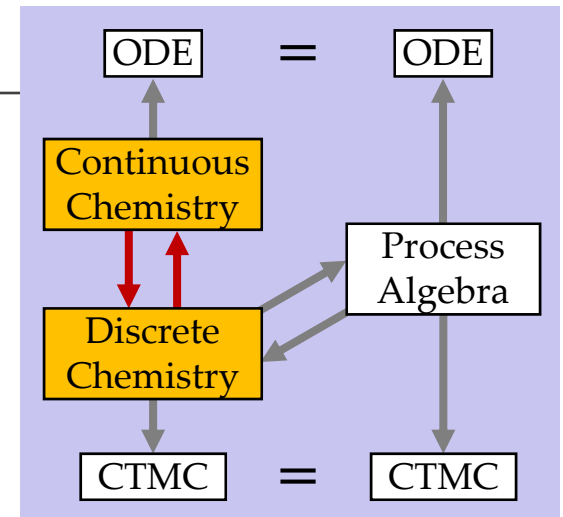 ODE = ODE
Continuous
Chemistry
Process
Algebra
Discrete
Chemistry
CTMC = CTMC